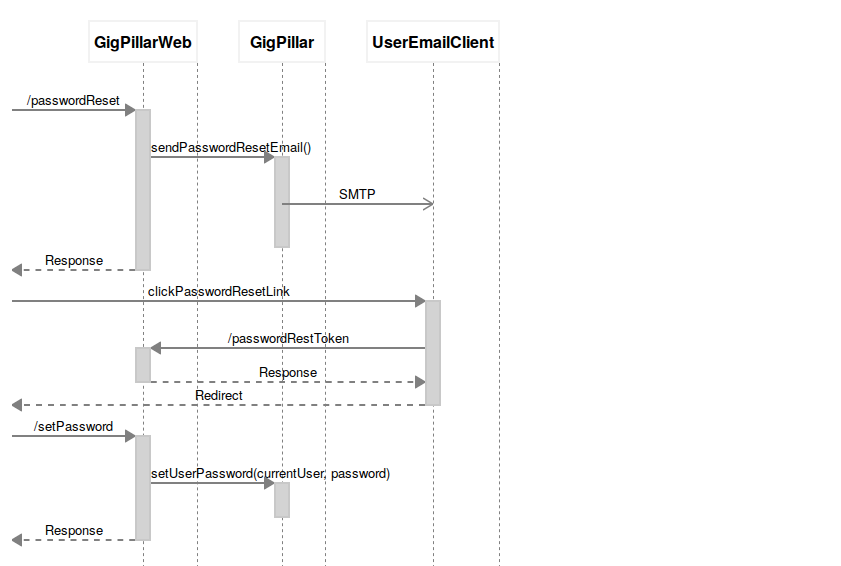 GigPillarWeb
GigPillar
UserEmailClient
/passwordReset
sendPasswordResetEmail()
SMTP
Response
clickPasswordResetLink
/passwordRestToken
Response
Redirect
/setPassword
setUserPassword(currentUser, password)
Response